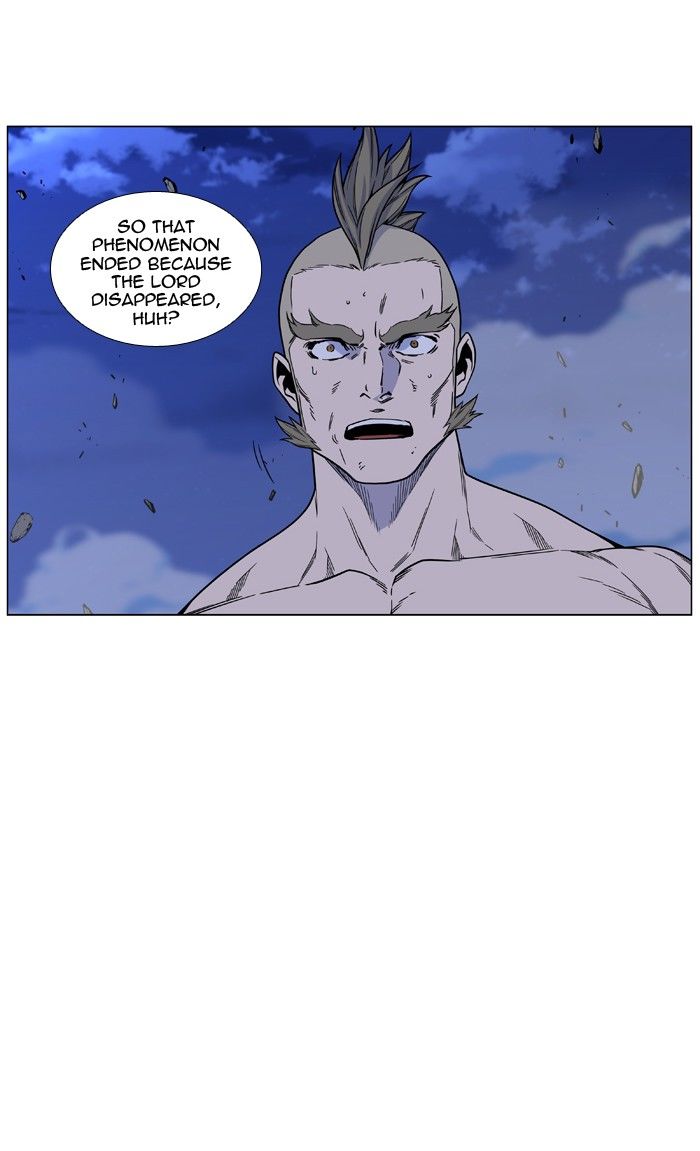 SO THAT
PHENOMENON
ENDED BECAUSE
THE LORD
DISAPPEARED,
HUH?